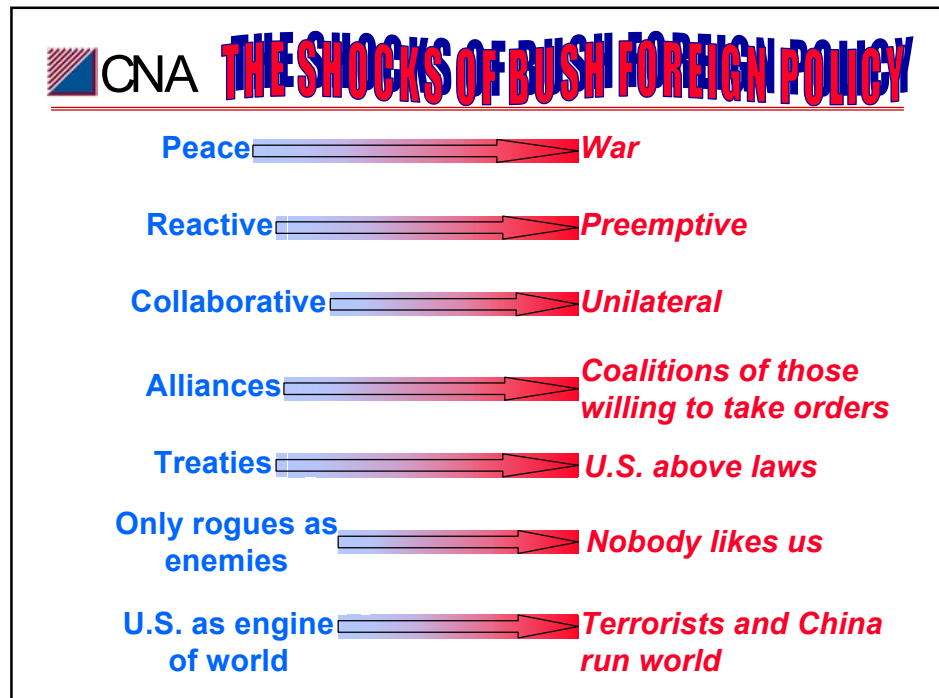 CNA THE SHOCKS OF BUSH FOREIGN POLICY
Peace War
Reactive Preemptive
Collaborative Unilateral
Alliances Coalitions of those
willing to take orders
Treaties U.S. above laws
Only rogues as
enemies Nobody likes us
U.S. as engine Terrorists and China
of world run world